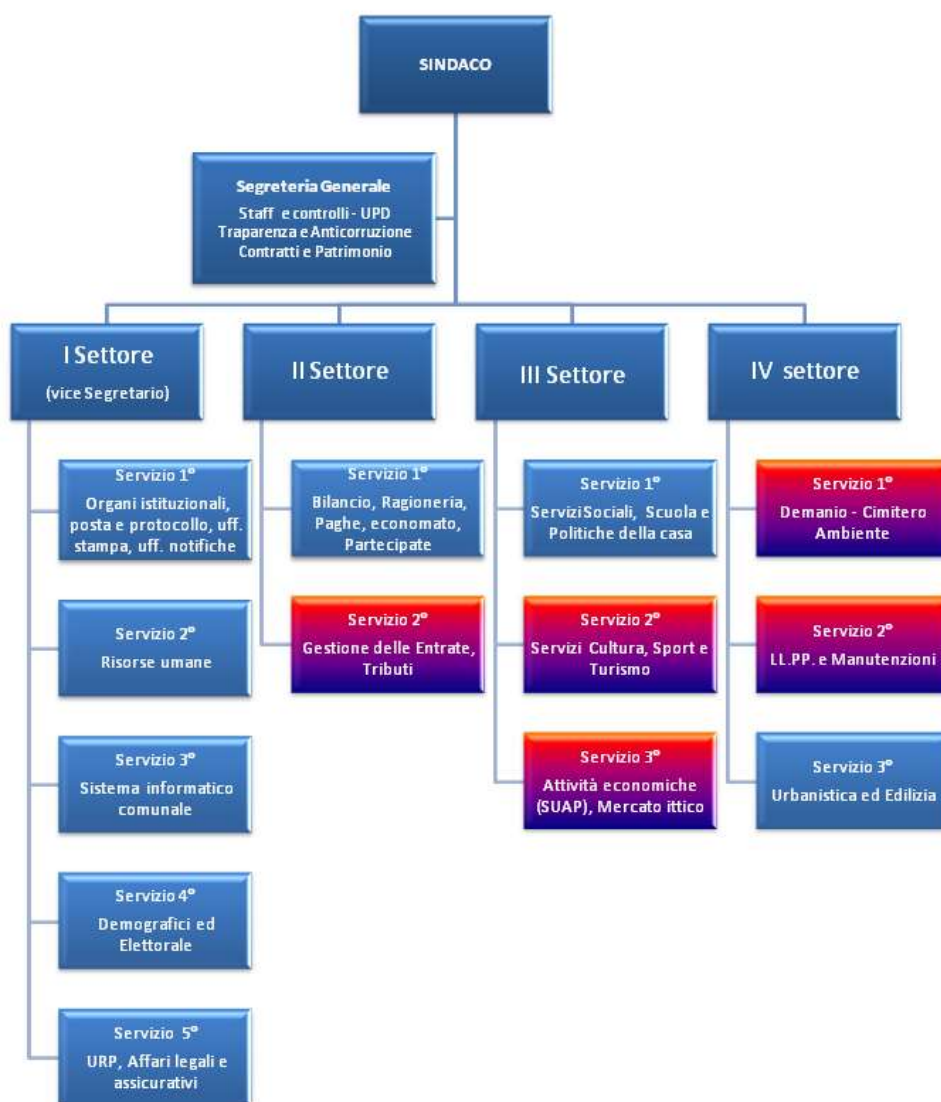 SINDACO
Segreteria Generale
Staff e controlli - UPD
Traparenza e Anticorruzione
Contratti e Patrimonio
I Settore
(vice Segretario)
Servizio 1°
Organi istituzionali,
posta e protocollo, uff.
stampa, uff. notifiche
Servizio 2°
Risorse umane
Servizio 3°
Sistema informatico
comunale
Servizio 4°
Demografici ed
Elettorale
Servizio 5°
URP, Affari legali e
assicurativi
II Settore
Servizio 1°
Bilancio, Ragioneria,
Paghe, economato,
Partecipate
Servizio 2°
Gestione delle Entrate,
Tributi
III Settore
Servizio 1°
Servizi Sociali, Scuola e
Politiche della casa
Servizio 2°
Servizi Cultura, Sport e
Turismo
Servizio 3°
Attività economiche
(SUAP), Mercato ittico
IV settore
Servizio 1°
Demanio - Cimitero
Ambiente
Servizio 2°
LL.PP. e Manutenzioni
Servizio 3°
Urbanistica ed Edilizia